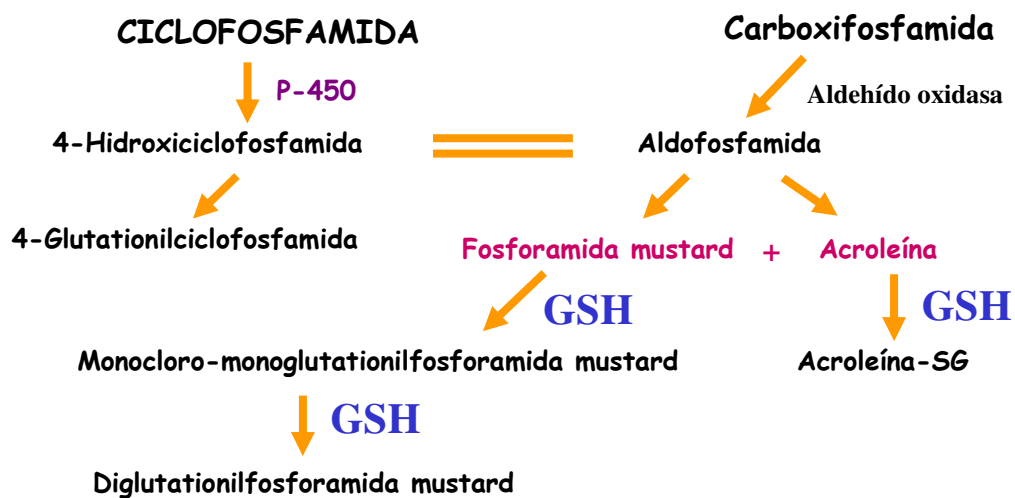 CICLOFOSFAMIDA
Carboxifosfamida
P-450
Aldehído oxidasa
4-Hidroxiciclofosfamida
Aldofosfamida
4-Glutationilciclofosfamida
Fosforamida mustard + Acroleína
GSH
GSH
Monocloro-monoglutationilfosforamida mustard
Acroleína-SG
GSH
Diglutationilfosforamida mustard